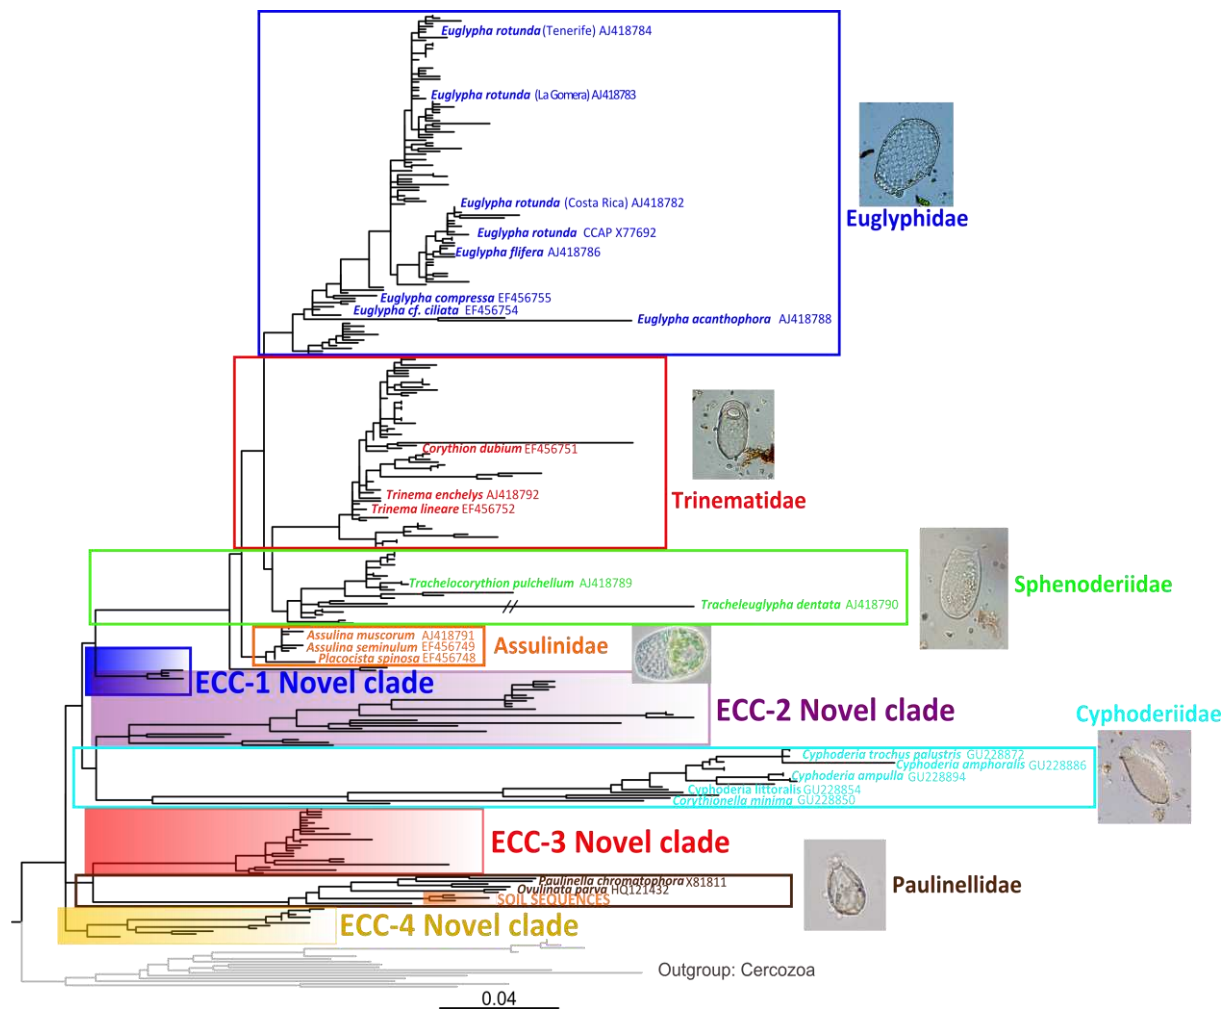 Euglypha rotunda (Tenerife) AJ418784
Euglypha rotunda (La Gomera) AJ418783
Euglypha rotunda (Costa Rica) AJ418782
Euglyphidae
Euglypha rotunda CCAP X77692
Euglypha flifera AJ418786
Euglypha compressa EF456755
Euglypha cf. ciliata EF456754
Euglypha acanthophora AJ418788
Corythion dubium EF456751
Trinema enchelys AJ418792
Trinematidae
Trinema lineare EF456752
Trachelocorythion pulchellum AJ418789
Sphenoderiidae
Tracheleuglypha dentata AJ418790
Assulina muscorum AJ418791
Assulina seminulum EF456749
Assulinidae
Placocista spinosa EF456748
ECC-1 Novel clade
ECC-2 Novel clade
Cyphoderiidae
Cyphoderia trochus palustris GU228872
Cyphoderia amphoralis GU228886
Cyphoderia ampulla GU228894
Cyphoderia littoralis GU228854
Corythionella minima GU228850
ECC-3 Novel clade
Paulinella chromatophora X81811
Paulinellidae
Ovulinata parva HQ121432
SOIL SEQUENCES
ECC-4 Novel clade
Outgroup: Cercozoa
0.04